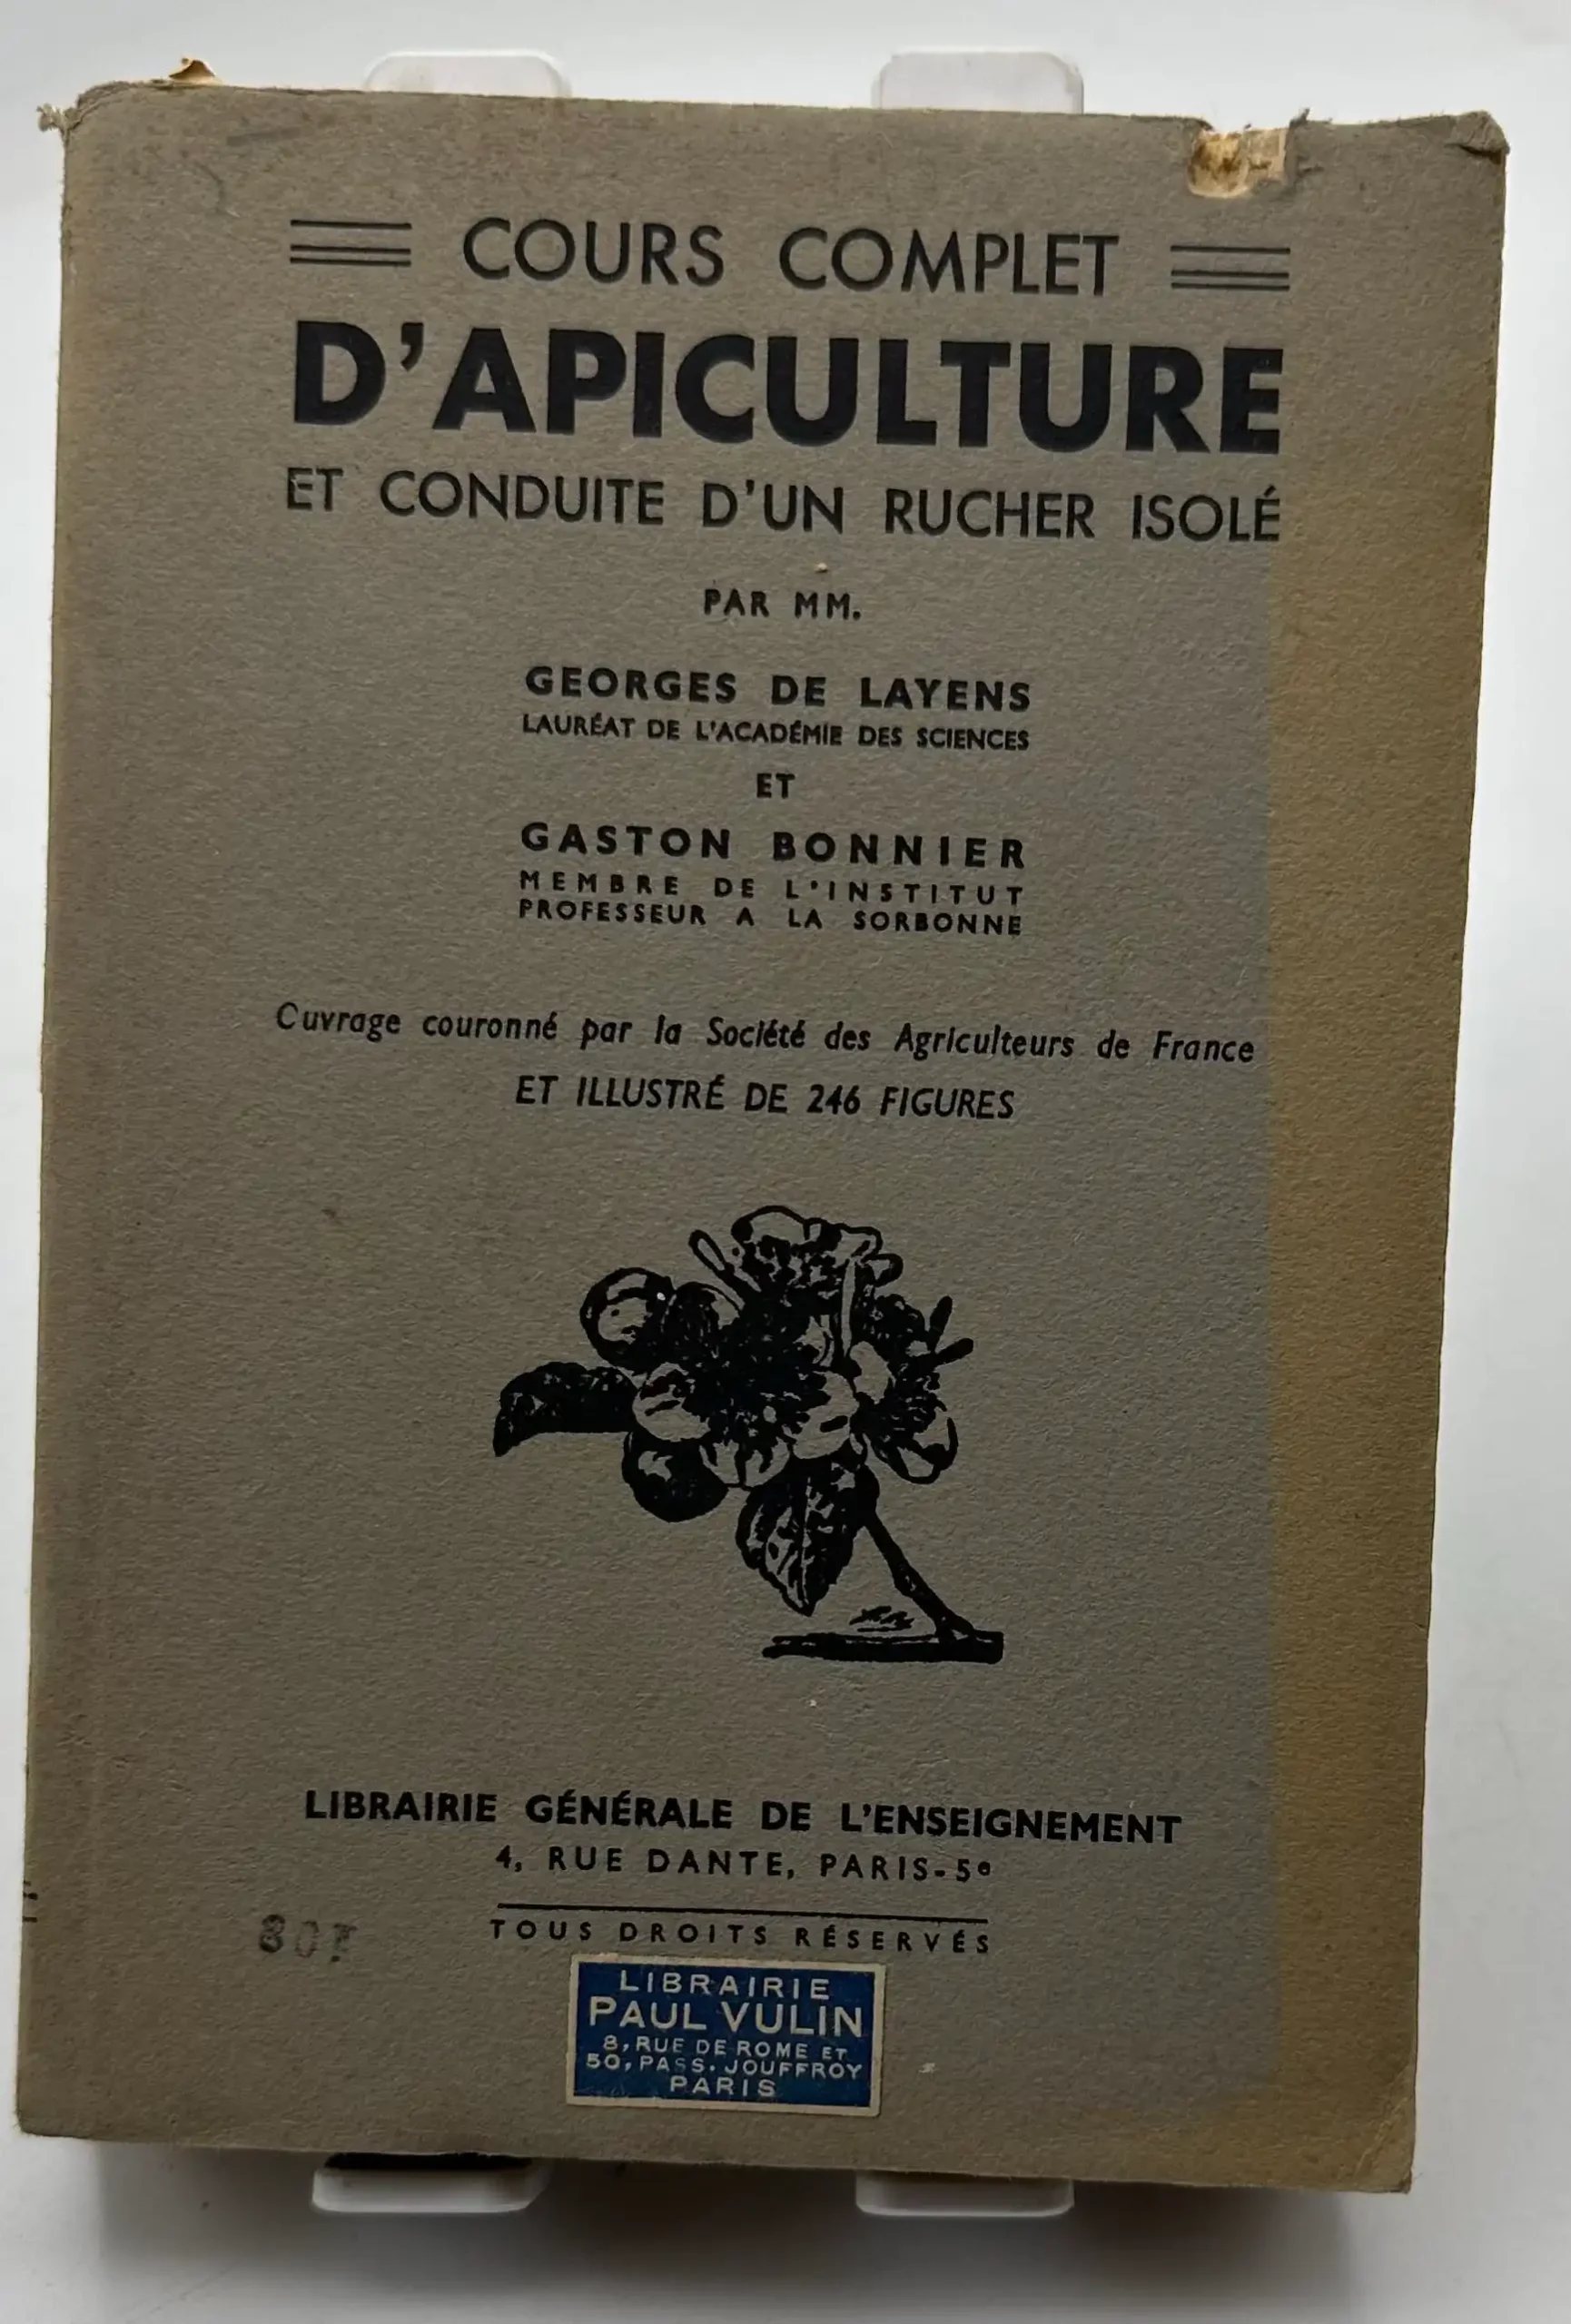 COURS COMPLET
D'APICULTURE
ET CONDUITE D'UN RUCHER ISOLÉ
PAR MM.
GEORGES DE LAYENS
LAURÉAT DE L'ACADÉMIE DES SCIENCES
ET
GASTON BONNIER
MEMBRE DE L'INSTITUT
PROFESSEUR A LA SORBONNE
Ouvrage couronné par la Société des Agriculteurs de France
ET ILLUSTRÉ DE 246 FIGURES
LIBRAIRIE GÉNÉRALE DE L'ENSEIGNEMENT
4, RUE DANTE, PARIS-5e
TOUS DROITS RÉSERVÉS
LIBRAIRIE
PAUL VULIN
8, RUE DE ROME ET
50, PASS. JOUFFROY
PARIS